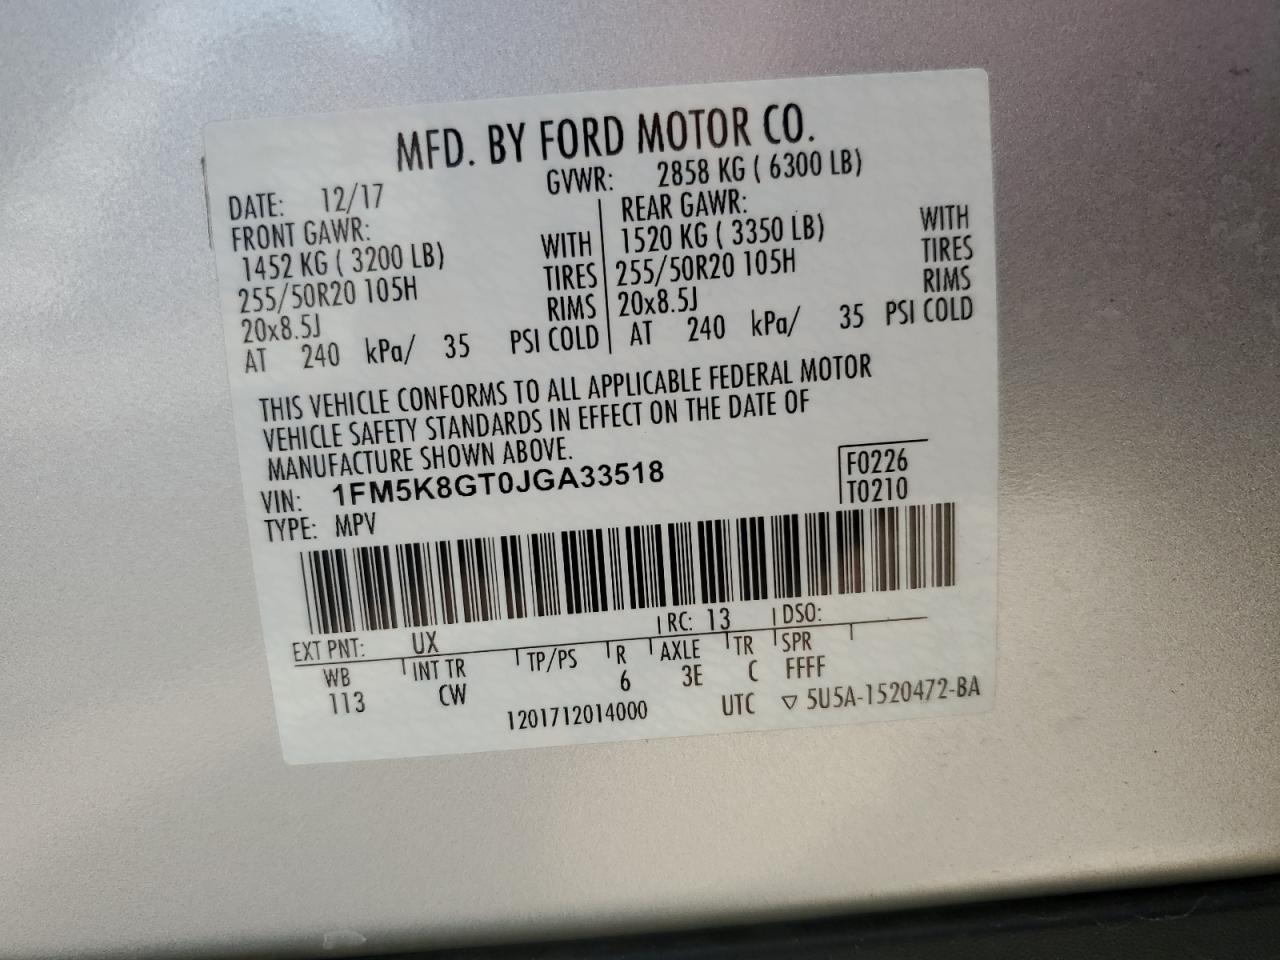 MFD. BY FORD MOTOR CO.
DATE: 12/17 GVWR: 2858 KG ( 6300 LB)
FRONT GAWR: REAR GAWR:
1452 KG ( 3200 LB) WITH 1520 KG ( 3350 LB) WITH
255/50R20 105H TIRES 255/50R20 105H TIRES
20x8.5J RIMS 20x8.5J RIMS
AT 240 kPa/ 35 PSI COLD AT 240 kPa/ 35 PSI COLD
THIS VEHICLE CONFORMS TO ALL APPLICABLE FEDERAL MOTOR
VEHICLE SAFETY STANDARDS IN EFFECT ON THE DATE OF
MANUFACTURE SHOWN ABOVE.
VIN: 1FM5K8GT0JGA33518 F0226
TYPE: MPV T0210
EXT PNT: UX RC: 13 DSO:
WB INT TR TP/PS R AXLE TR SPR
113 CW 6 3E C FFFF
1201712014000 UTC ▽ 5U5A-1520472-BA